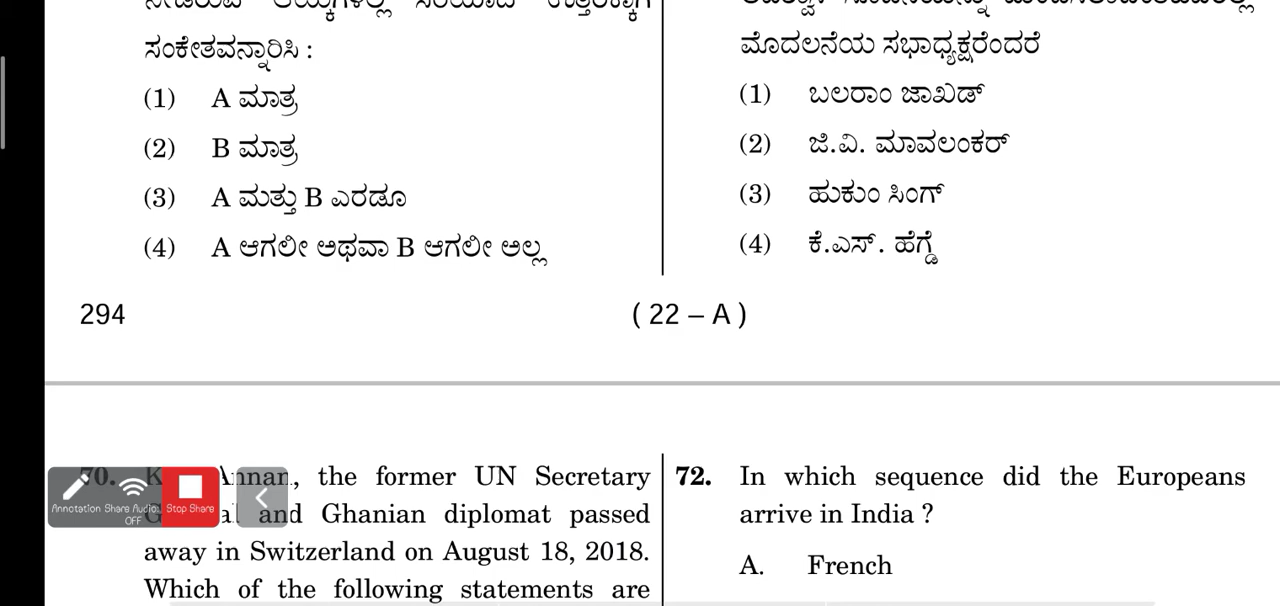 ಸಂಕೇತವನ್ನಾರಿಸಿ :
(1) A ಮಾತ್ರ
(2) B ಮಾತ್ರ
(3) A ಮತ್ತು B ಎರಡೂ
(4) A ಆಗಲೀ ಅಥವಾ B ಆಗಲೀ ಅಲ್ಲ
ಮೊದಲನೆಯ ಸಭಾಧ್ಯಕ್ಷರೆಂದರೆ
(1) ಬಲರಾಂ ಜಾಖಡ್
(2) ಜಿ.ವಿ. ಮಾವಲಂಕರ್
(3) ಹುಕುಂ ಸಿಂಗ್
(4) ಕೆ.ಎಸ್. ಹೆಗ್ಡೆ
294
( 22 – A )
70. Annan, the former UN Secretary
and Ghanian diplomat passed
away in Switzerland on August 18, 2018.
Which of the following statements are
Annotation Share Audio: OFF Stop Share
72. In which sequence did the Europeans
arrive in India ?
A. French